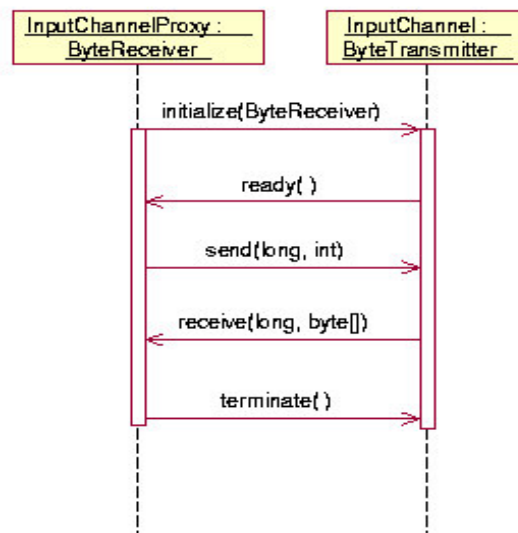 InputChannelProxy :
ByteReceiver
InputChannel :
ByteTransmitter
initialize(ByteReceiver)
ready( )
send(long, int)
receive(long, byte[])
terminate( )